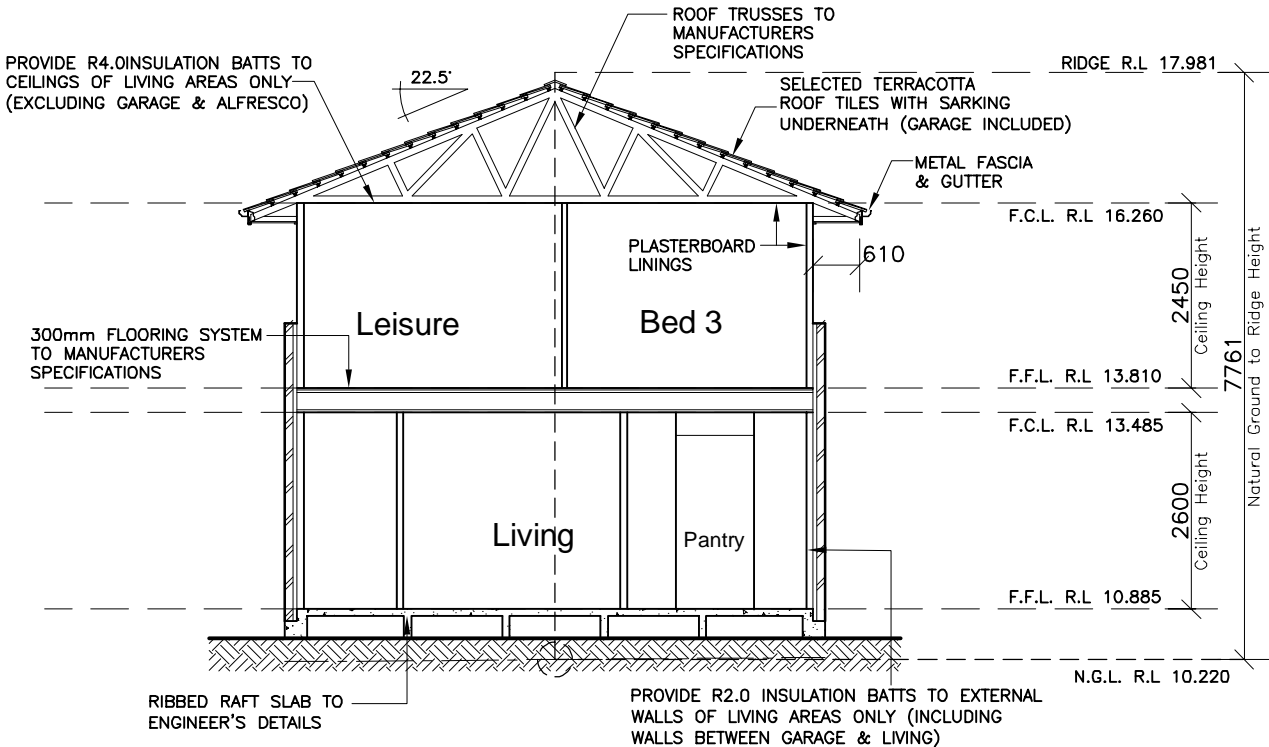 ROOF TRUSSES TO
MANUFACTURERS
SPECIFICATIONS
PROVIDE R4.0INSULATION BATTS TO
CEILINGS OF LIVING AREAS ONLY
(EXCLUDING GARAGE & ALFRESCO)
22.5°
RIDGE R.L 17.981
SELECTED TERRACOTTA
ROOF TILES WITH SARKING
UNDERNEATH (GARAGE INCLUDED)
METAL FASCIA
& GUTTER
F.C.L. R.L 16.260
PLASTERBOARD
LININGS
610
2450
Ceiling Height
Leisure
Bed 3
300mm FLOORING SYSTEM
TO MANUFACTURERS
SPECIFICATIONS
7761
Natural Ground to Ridge Height
F.F.L. R.L 13.810
F.C.L. R.L 13.485
2600
Ceiling Height
Living
Pantry
F.F.L. R.L 10.885
N.G.L. R.L 10.220
RIBBED RAFT SLAB TO
ENGINEER'S DETAILS
PROVIDE R2.0 INSULATION BATTS TO EXTERNAL
WALLS OF LIVING AREAS ONLY (INCLUDING
WALLS BETWEEN GARAGE & LIVING)